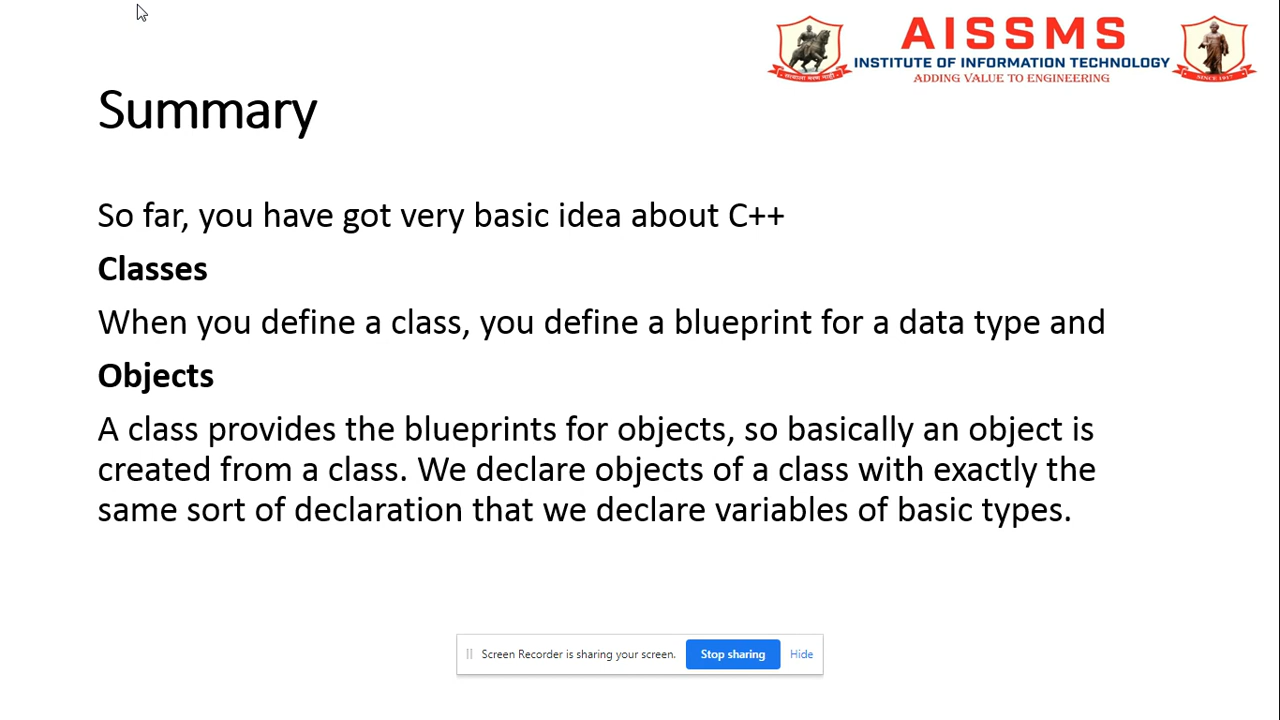 AISSMS
INSTITUTE OF INFORMATION TECHNOLOGY
ADDING VALUE TO ENGINEERING
SINCE 1917
Summary
So far, you have got very basic idea about C++
Classes
When you define a class, you define a blueprint for a data type and
Objects
A class provides the blueprints for objects, so basically an object is
created from a class. We declare objects of a class with exactly the
same sort of declaration that we declare variables of basic types.
Screen Recorder is sharing your screen.
Stop sharing
Hide